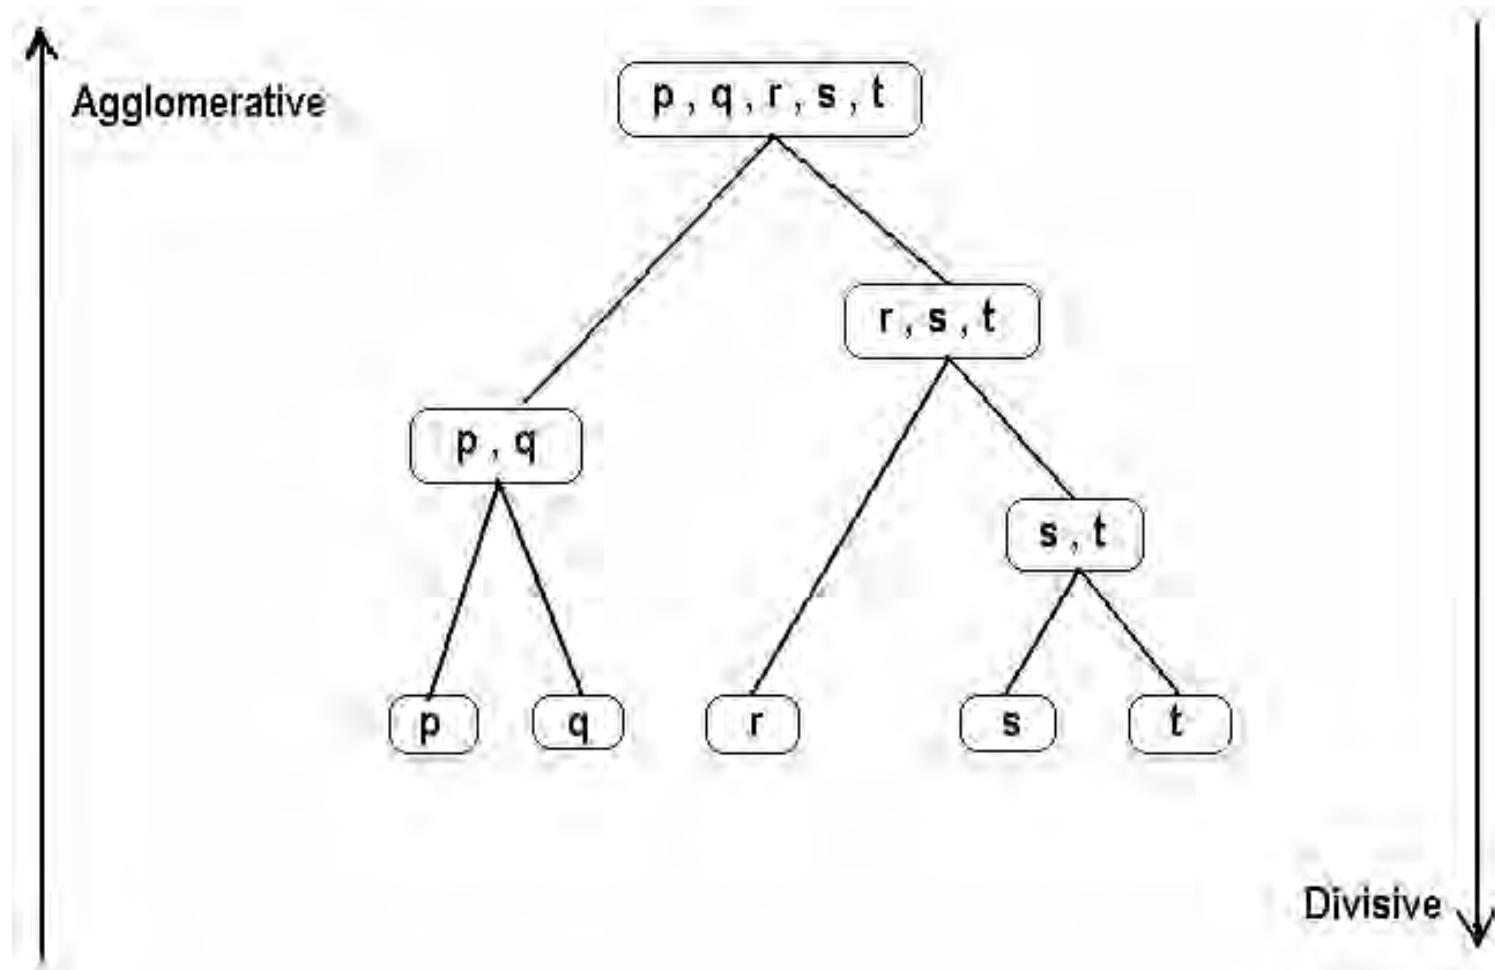 Agglomerative
p , q , r , s , t
r , s , t
p , q
s , t
p
q
r
s
t
Divisive